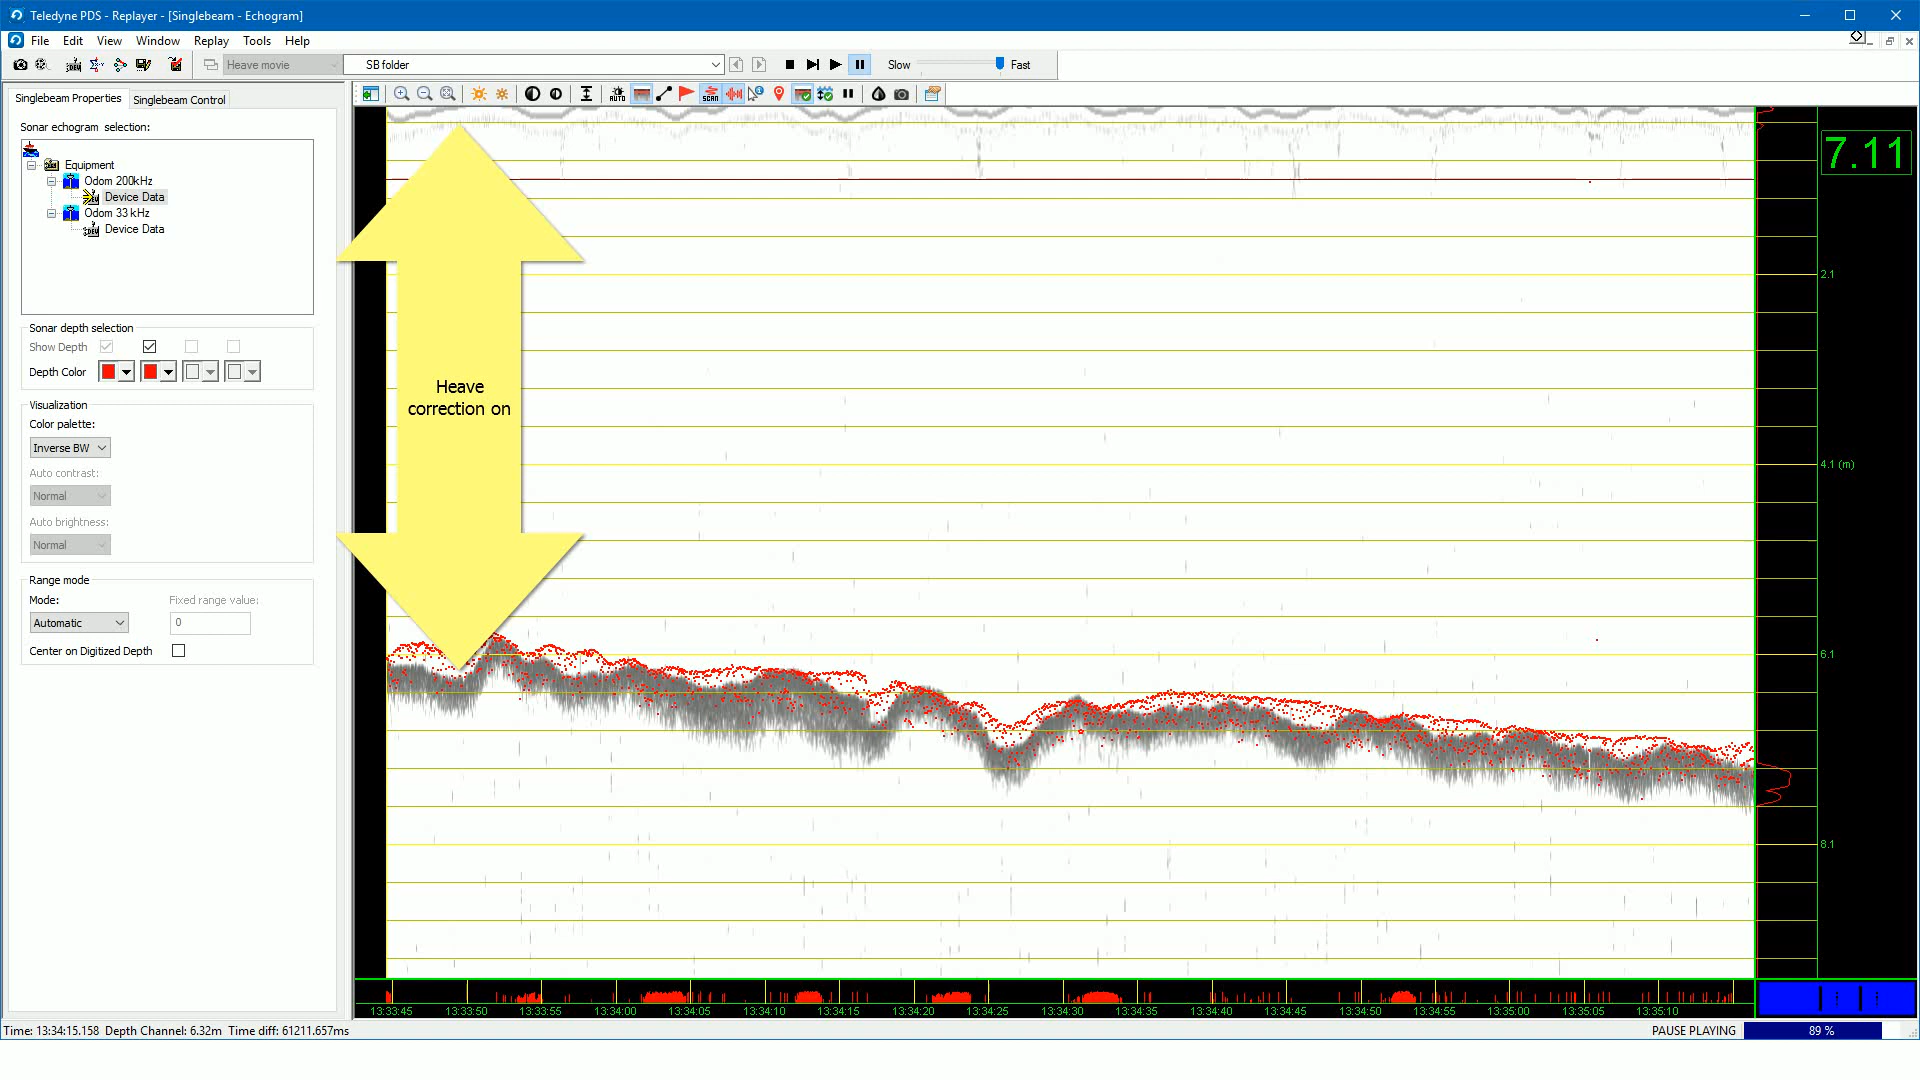 Teledyne PDS - Replayer - [Singlebeam - Echogram]
File Edit View Window Replay Tools Help
Heave movie
SB folder
Slow
Fast
Singlebeam Properties
Singlebeam Control
Sonar echogram selection:
Equipment
Odom 200kHz
Device Data
Odom 33 kHz
Device Data
Sonar depth selection
Show Depth
Depth Color
Visualization
Color palette:
Inverse BW
Auto contrast:
Normal
Auto brightness:
Normal
Range mode
Mode:
Fixed range value:
Automatic
0
Center on Digitized Depth
AUTO
SCAN
Heave
correction on
7.11
2.1
4.1 (m)
6.1
8.1
13:33:45 13:33:50 13:33:55 13:34:00 13:34:05 13:34:10 13:34:15 13:34:20 13:34:25 13:34:30 13:34:35 13:34:40 13:34:45 13:34:50 13:34:55 13:35:00 13:35:05 13:35:10
Time: 13:34:15.158 Depth Channel: 6.32m Time diff: 61211.657ms
PAUSE PLAYING
89 %